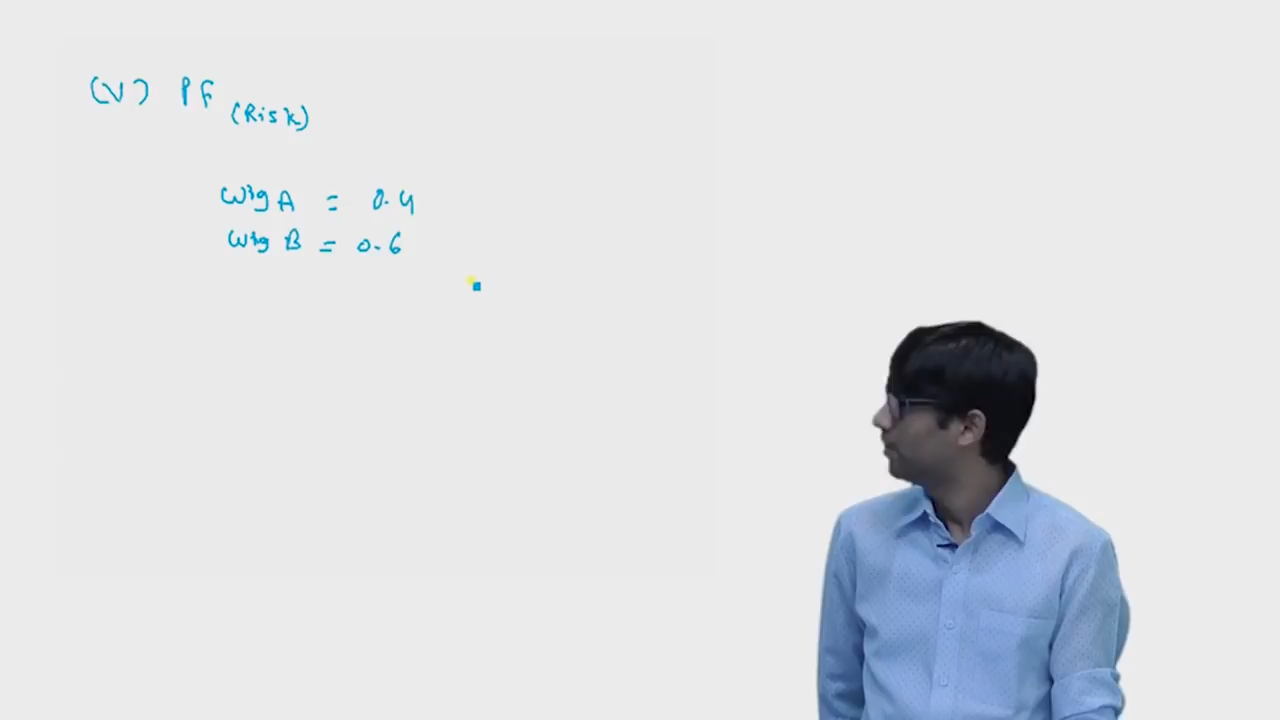 (V) PF (Risk)
wtg A = 0.4
wtg B = 0.6